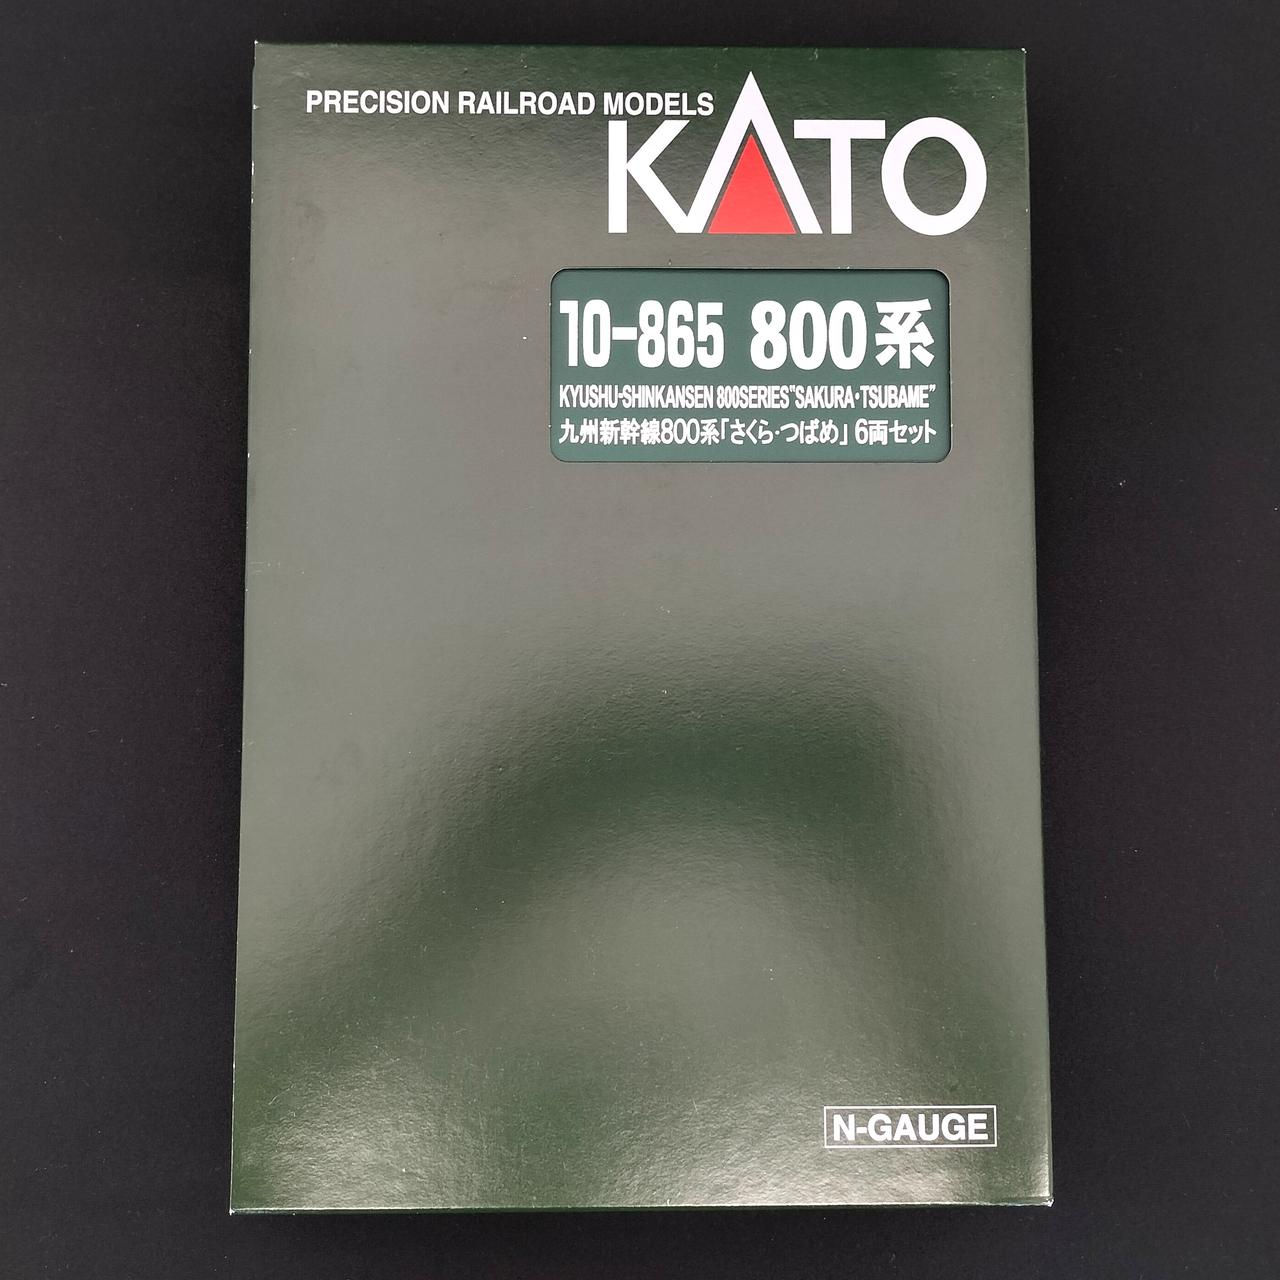 PRECISION RAILROAD MODELS
KATO
10-865 800系
KYUSHU-SHINKANSEN 800SERIES"SAKURA･TSUBAME"
九州新幹線800系｢さくら･つばめ｣ 6両セット
N-GAUGE